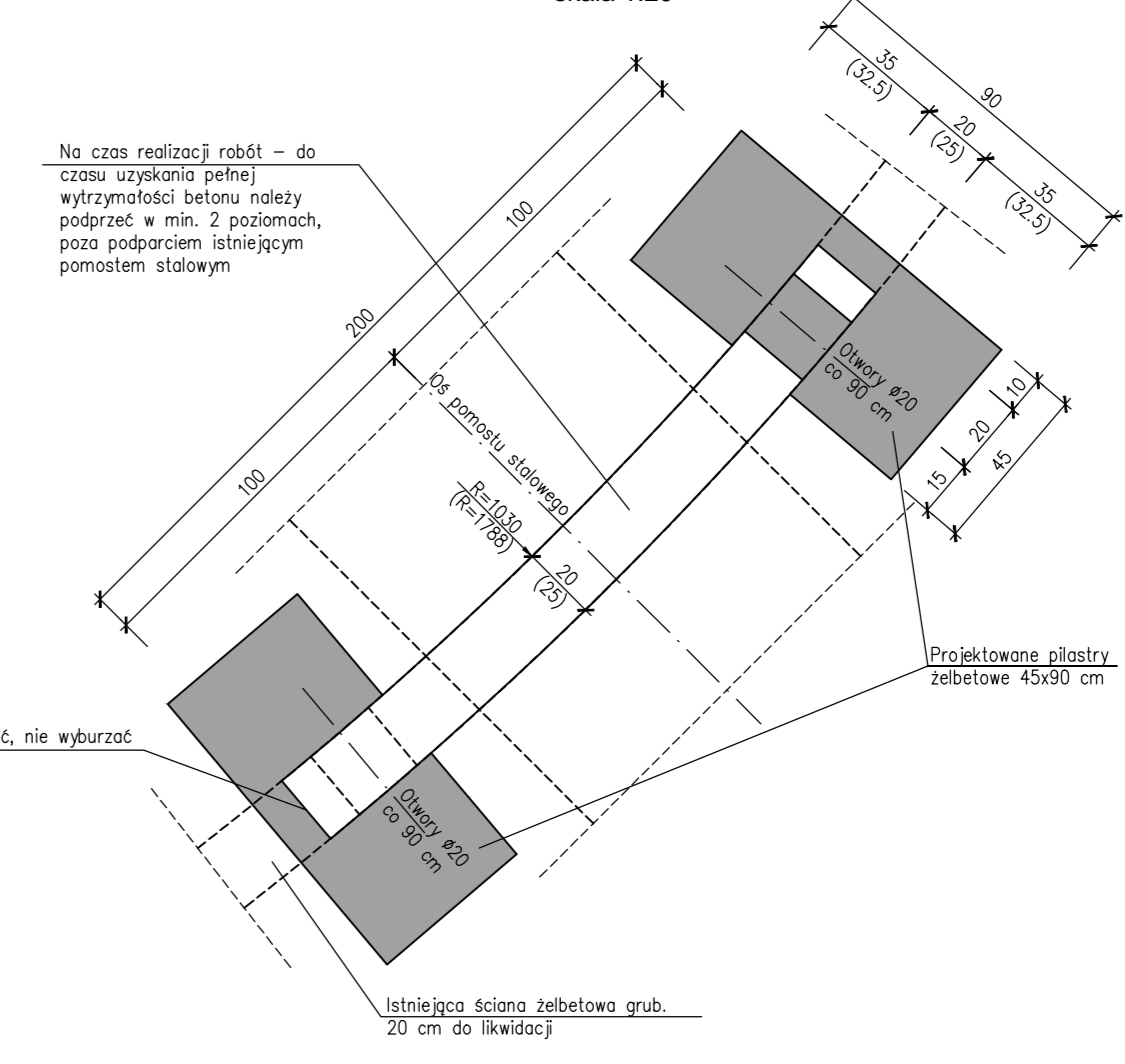 35
(32.5)
90
20
(25)
35
(32.5)
Na czas realizacji robót – do
czasu uzyskania pełnej
wytrzymałości betonu należy
podprzeć w min. 2 poziomach,
poza podparciem istniejącym
pomostem stalowym
100
200
Otwory ø20
co 90 cm
10
20
45
15
Oś pomostu stalowego
100
R=1030
(R=1788)
20
(25)
Projektowane pilastry
żelbetowe 45x90 cm
nie wyburzać
Otwory ø20
co 90 cm
Istniejąca ściana żelbetowa grub.
20 cm do likwidacji